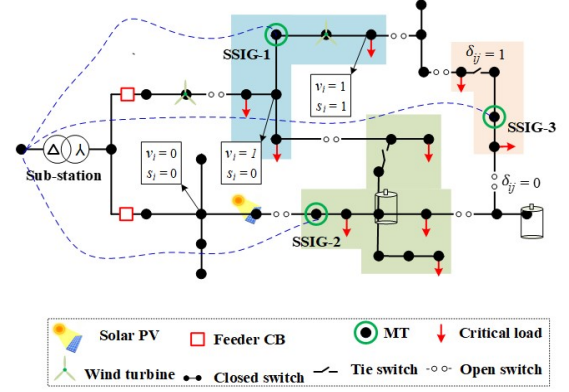 δij = 1
SSIG-1
vi = 1
si = 1
SSIG-3
Sub-station
vi = 0
si = 0
vi = 1
si = 0
δij = 0
SSIG-2
Solar PV
Feeder CB
MT
Critical load
Wind turbine
Closed switch
Tie switch
Open switch